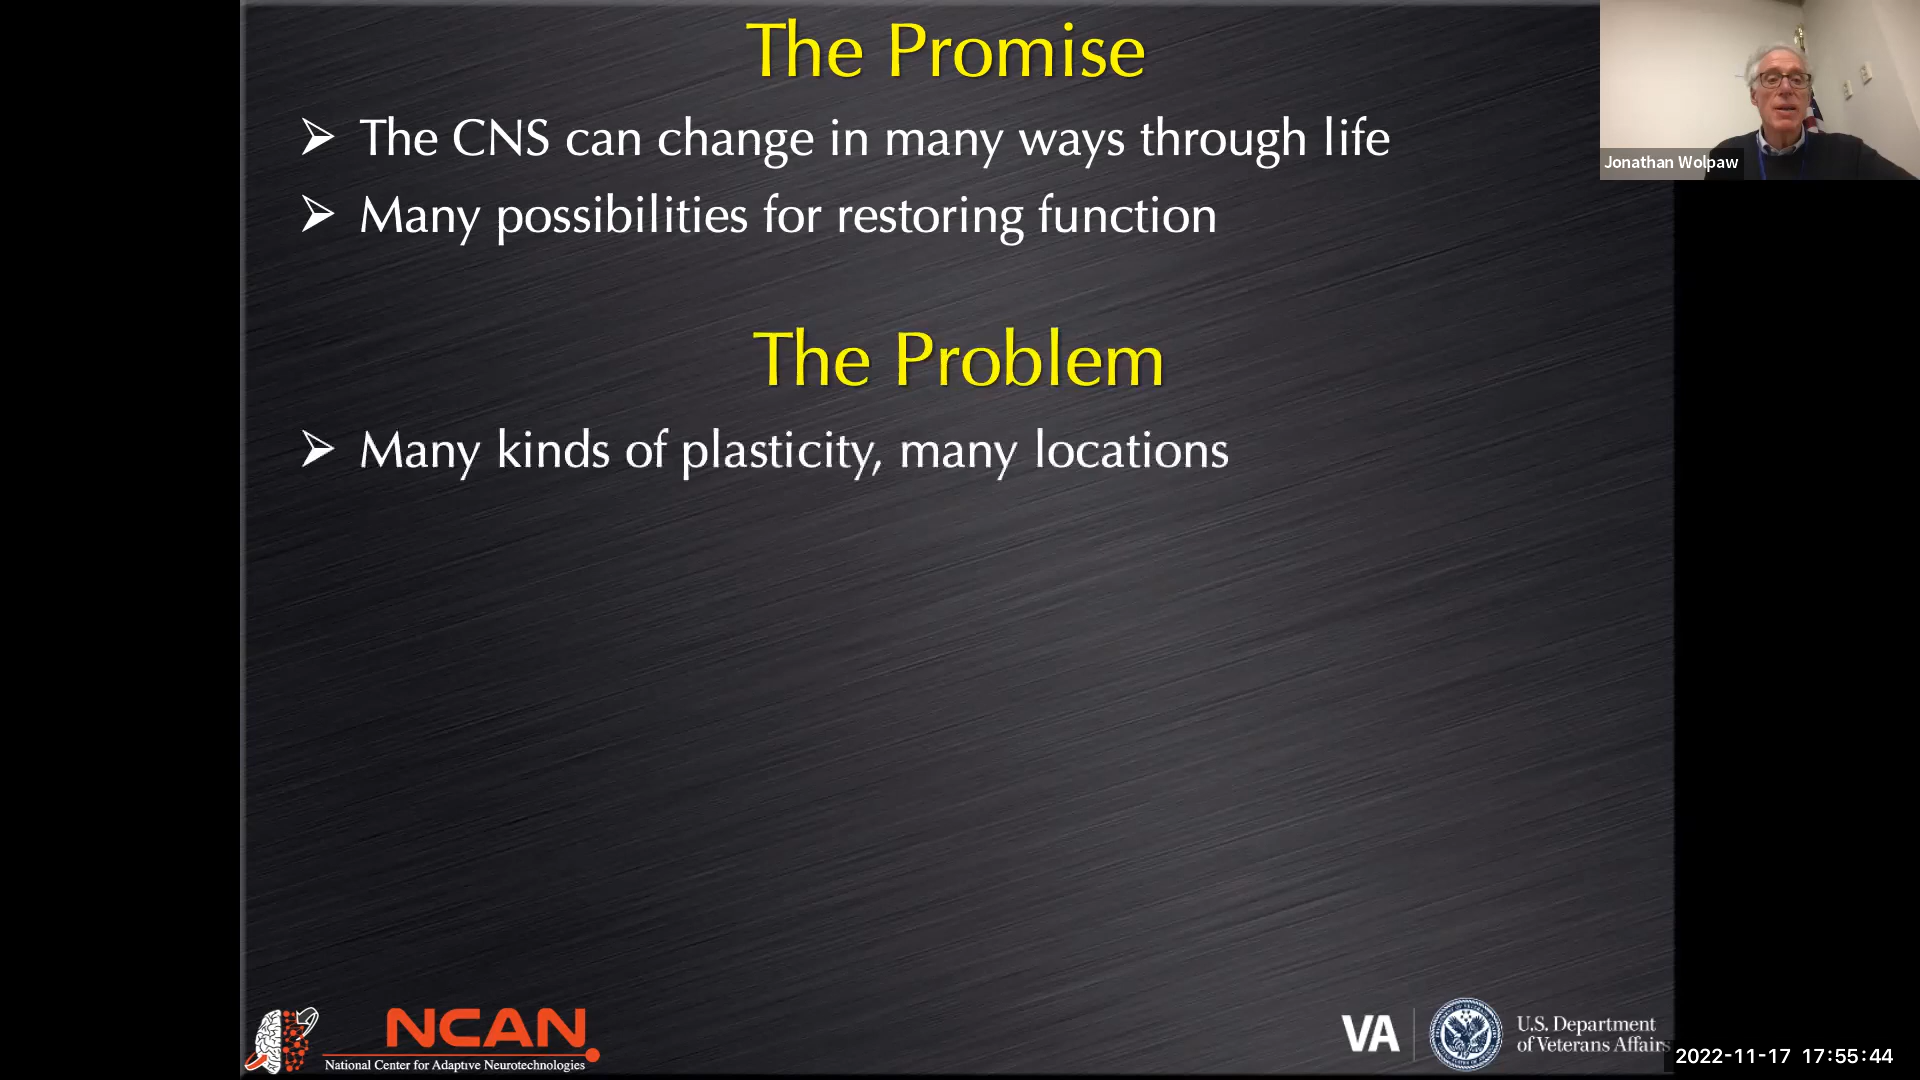 The Promise
➢ The CNS can change in many ways through life
➢ Many possibilities for restoring function
The Problem
➢ Many kinds of plasticity, many locations
Jonathan Wolpaw
NCAN
National Center for Adaptive Neurotechnologies
VA
U.S. Department
of Veterans Affairs
2022-11-17 17:55:44